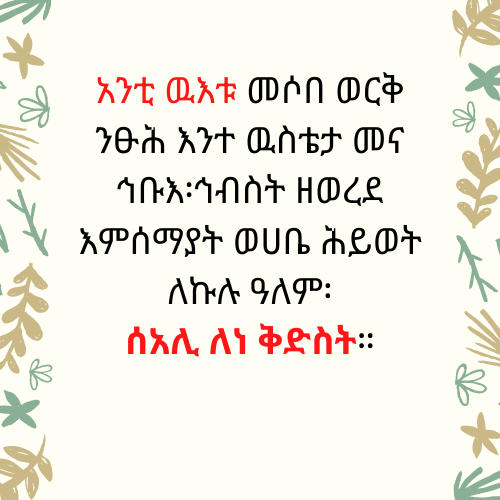 አንቲ ዉእቱ መሶበ ወርቅ
ንፁሕ እንተ ዉስቴታ መና
ኅቡእ፡ኅብስት ዘወረደ
እምሰማያት ወሀቤ ሕይወት
ለኩሉ ዓለም፡
ሰአሊ ለነ ቅድስት።